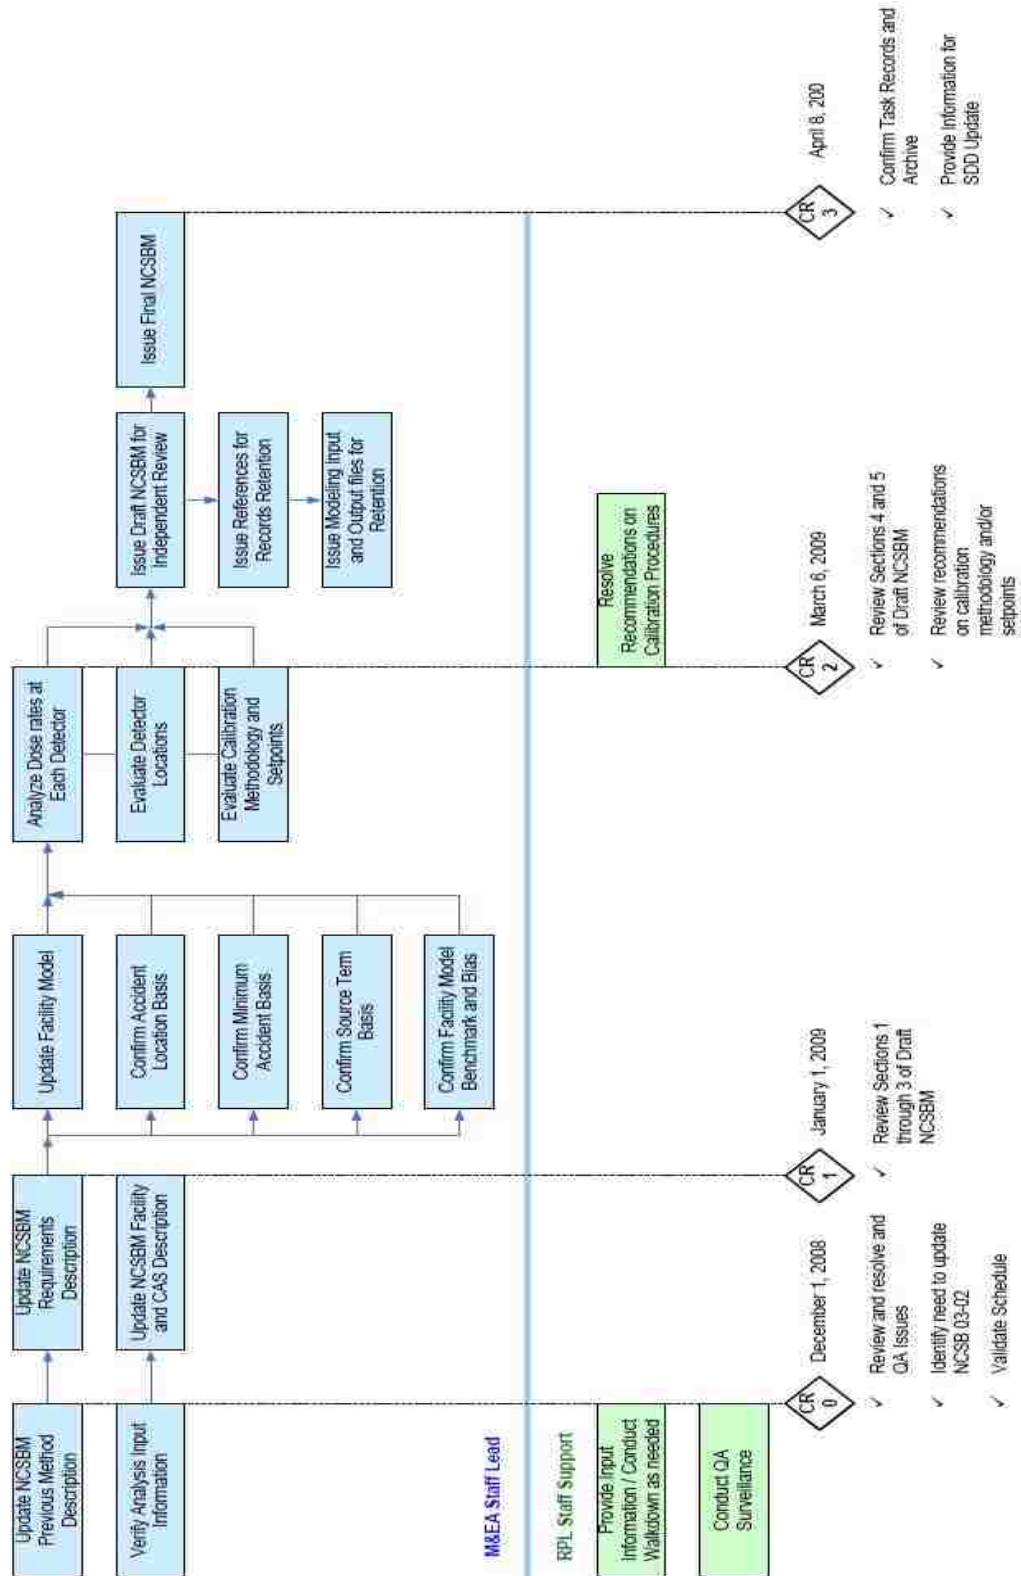 Update NCSBM
Previous Method
Description
Verify Analysis Input
Information
Update NCSBM
Requirements
Description
Update NCSBM Facility
and CAS Description
Update Facility Model
Confirm Accident
Location Basis
Confirm Minimum
Accident Basis
Confirm Source Term
Basis
Confirm Facility Model
Benchmark and Bias
Analyze Dose rates at
Each Detector
Evaluate Detector
Locations
Evaluate Calibration
Methodology and
Setpoints
Issue Draft NCSBM for
Independent Review
Issue References for
Records Retention
Issue Modeling Input
and Output files for
Retention
Issue Final NCSBM
M&EA Staff Lead
RPL Staff Support
Provide Input
Information / Conduct
Walkdown as needed
Conduct QA
Surveillance
Resolve
Recommendations on
Calibration Procedures
CR
0
December 1, 2008
✓ Review and resolve and
QA Issues
✓ Identify need to update
NCSB 03-02
✓ Validate Schedule
CR
1
January 1, 2009
✓ Review Sections 1
through 3 of Draft
NCSBM
CR
2
March 6, 2009
✓ Review Sections 4 and 5
of Draft NCSBM
✓ Review recommendations
on calibration
methodology and/or
setpoints
CR
3
April 8, 200
✓ Confirm Task Records and
Archive
✓ Provide Information for
SDD Update